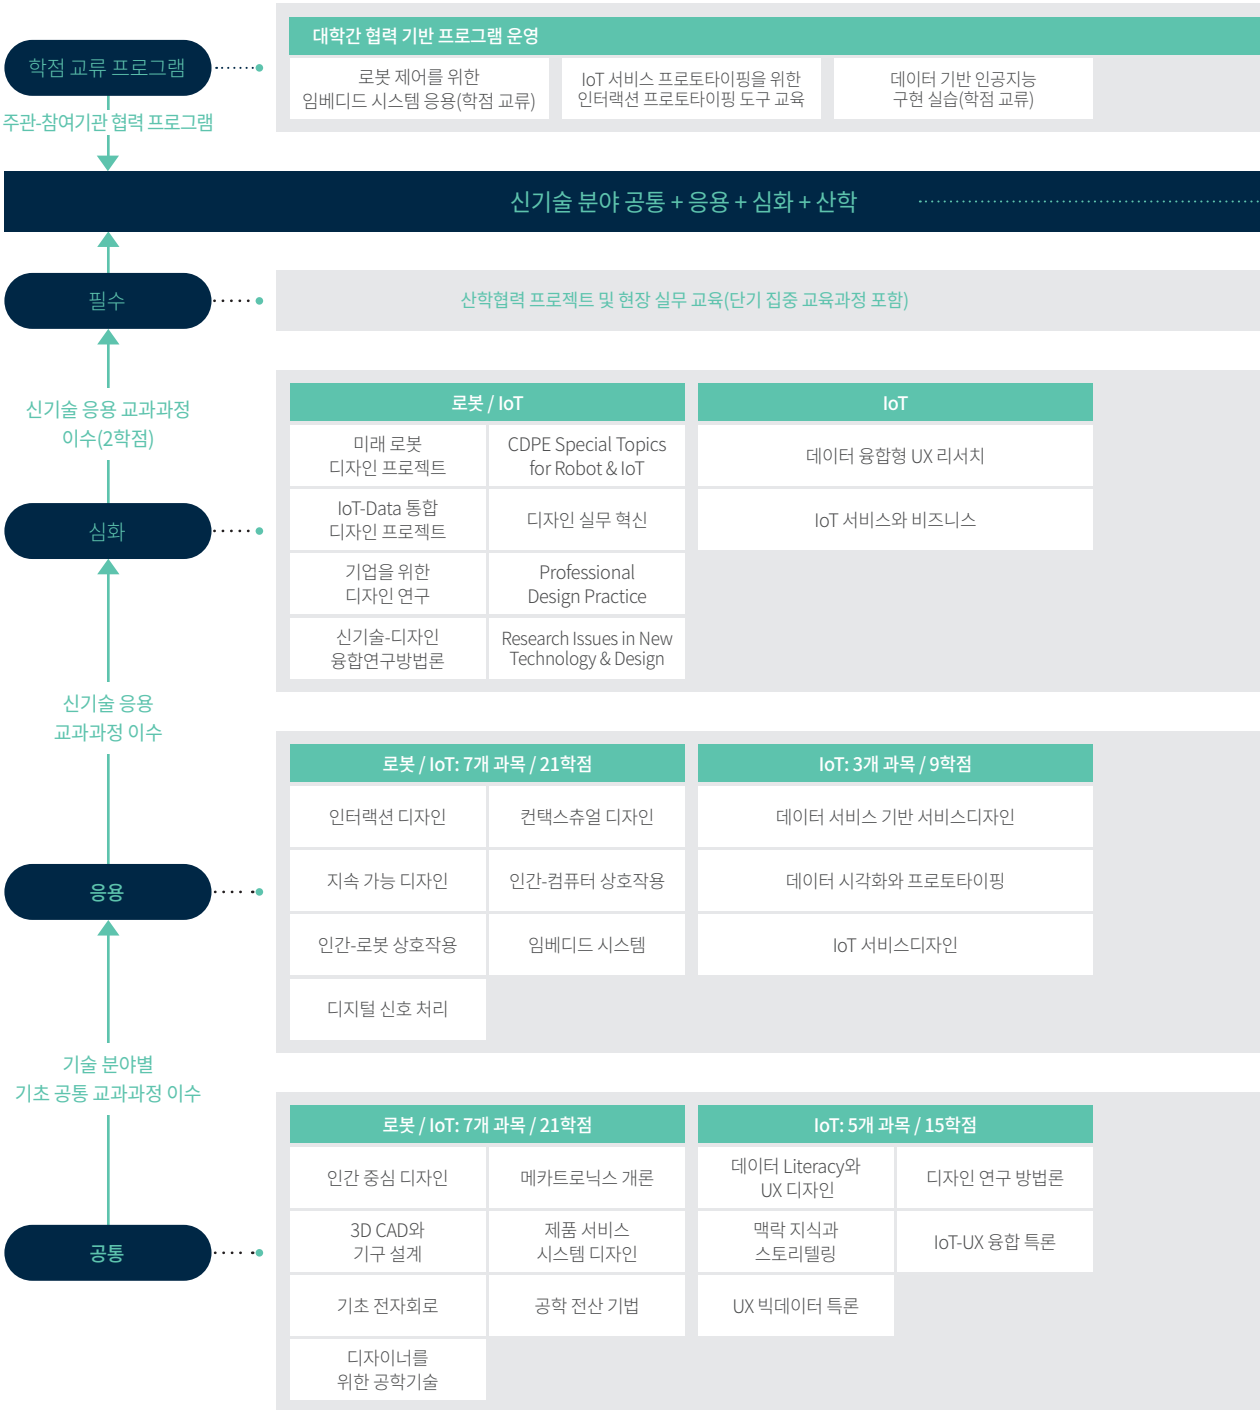 학점 교류 프로그램
주관-참여기관 협력 프로그램
대학간 협력 기반 프로그램 운영
로봇 제어를 위한
임베디드 시스템 응용(학점 교류)
IoT 서비스 프로토타이핑을 위한
인터랙션 프로토타이핑 도구 교육
데이터 기반 인공지능
구현 실습(학점 교류)
신기술 분야 공통 + 응용 + 심화 + 산학
필수
산학협력 프로젝트 및 현장 실무 교육(단기 집중 교육과정 포함)
신기술 응용 교과과정
이수(2학점)
심화
로봇 / IoT
미래 로봇
디자인 프로젝트
CDPE Special Topics
for Robot & IoT
IoT-Data 통합
디자인 프로젝트
디자인 실무 혁신
기업을 위한
디자인 연구
Professional
Design Practice
신기술-디자인
융합연구방법론
Research Issues in New
Technology & Design
IoT
데이터 융합형 UX 리서치
IoT 서비스와 비즈니스
신기술 응용
교과과정 이수
응용
로봇 / IoT: 7개 과목 / 21학점
인터랙션 디자인
컨택스츄얼 디자인
지속 가능 디자인
인간-컴퓨터 상호작용
인간-로봇 상호작용
임베디드 시스템
디지털 신호 처리
IoT: 3개 과목 / 9학점
데이터 서비스 기반 서비스디자인
데이터 시각화와 프로토타이핑
IoT 서비스디자인
기술 분야별
기초 공통 교과과정 이수
공통
로봇 / IoT: 7개 과목 / 21학점
인간 중심 디자인
메카트로닉스 개론
3D CAD와
기구 설계
제품 서비스
시스템 디자인
기초 전자회로
공학 전산 기법
디자이너를
위한 공학기술
IoT: 5개 과목 / 15학점
데이터 Literacy와
UX 디자인
디자인 연구 방법론
맥락 지식과
스토리텔링
IoT-UX 융합 특론
UX 빅데이터 특론